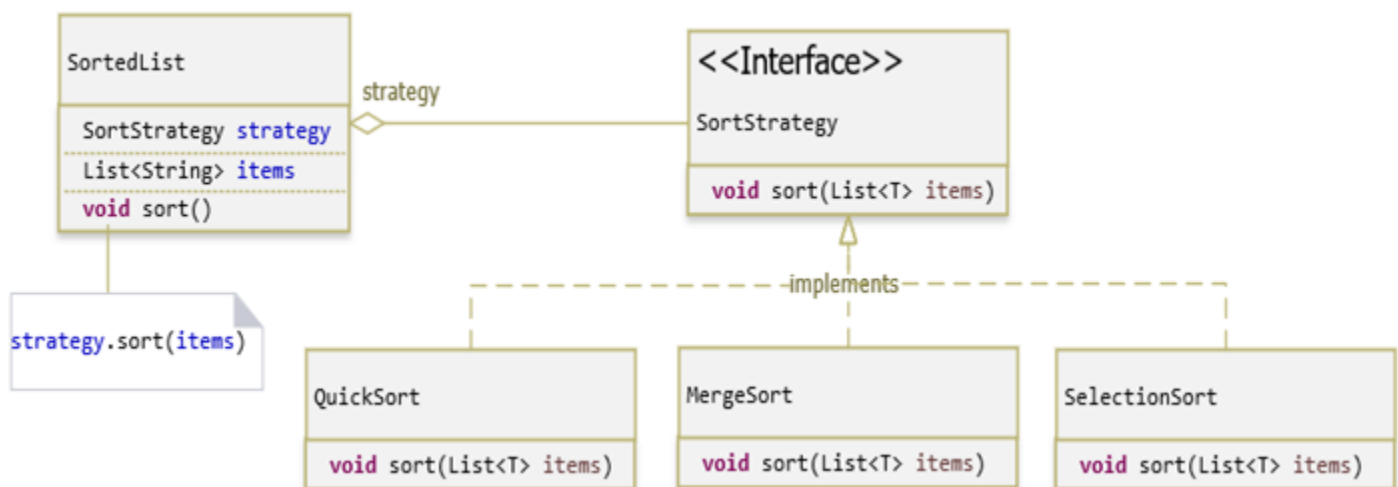 SortedList
SortStrategy strategy
List<String> items
void sort()
strategy.sort(items)
strategy
<<Interface>>
SortStrategy
void sort(List<T> items)
implements
QuickSort
void sort(List<T> items)
MergeSort
void sort(List<T> items)
SelectionSort
void sort(List<T> items)